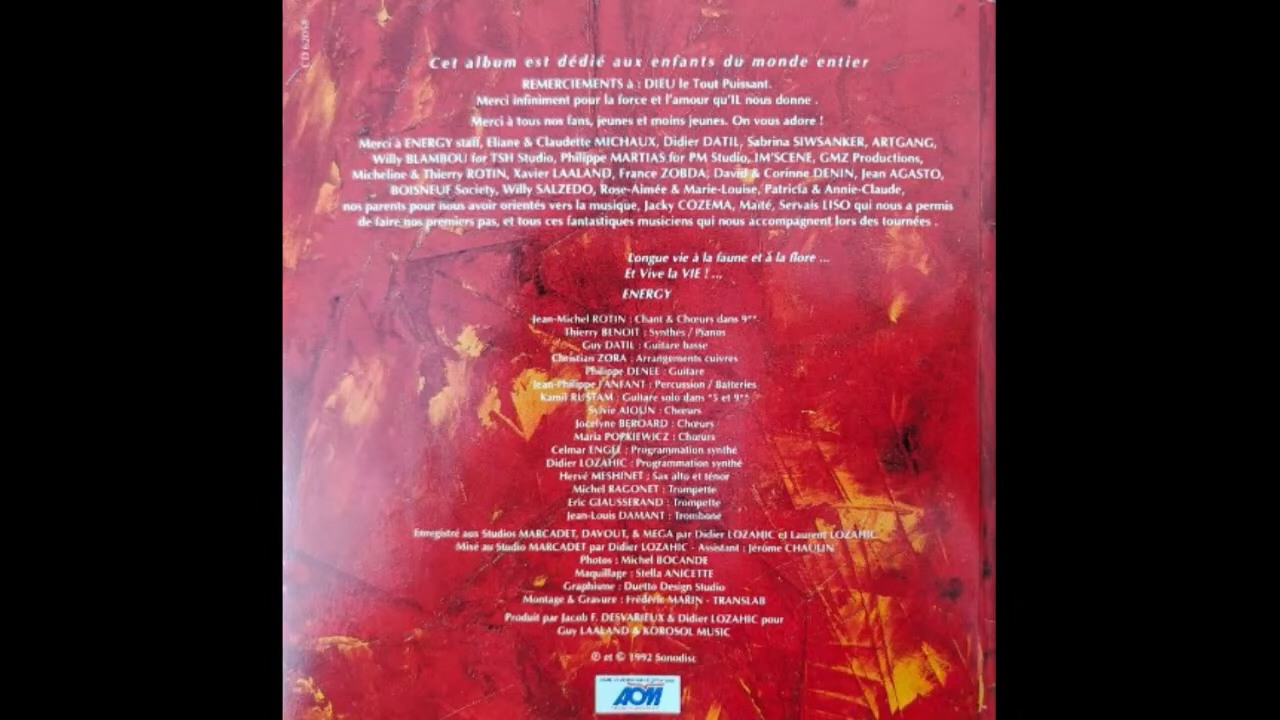 CD 62058
Cet album est dédié aux enfants du monde entier
REMERCIEMENTS à : DIEU le Tout Puissant.
Merci infiniment pour la force et l'amour qu'IL nous donne .
Merci à tous nos fans, jeunes et moins jeunes. On vous adore !
Merci à ENERGY staff, Eliane & Claudette MICHAUX, Didier DATIL, Sabrina SIWSANKER, ARTGANG,
Willy BLAMBOU for TSH Studio, Philippe MARTIAS for PM Studio, IM'SCENE, GMZ Productions,
Micheline & Thierry ROTIN, Xavier LAALAND, France ZOBDA, David & Corinne DENIN, Jean AGASTO,
BOISNEUF Society, Willy SALZEDO, Rose-Aimée & Marie-Louise, Patricia & Annie-Claude,
nos parents pour nous avoir orientés vers la musique, Jacky COZEMA, Maïté, Servais LISO qui nous a permis
de faire nos premiers pas, et tous ces fantastiques musiciens qui nous accompagnent lors des tournées .
Longue vie à la faune et à la flore ...
Et Vive la VIE ! ...
ENERGY
Jean-Michel ROTIN : Chant & Chœurs dans 9**
Thierry BENOIT : Synthés / Pianos
Guy DATIL : Guitare basse
Christian ZORA : Arrangements cuivres
Philippe DENEE : Guitare
Jean-Philippe FANFANT : Percussion / Batteries
Kamil RUSTAM : Guitare solo dans *5 et 9**
Sylvie AIOUN : Chœurs
Jocelyne BEROARD : Chœurs
Maria POPKIEWICZ : Chœurs
Celmar ENGEL : Programmation synthé
Didier LOZAHIC : Programmation synthé
Hervé MESHINET : Sax alto et ténor
Michel RAGONET : Trompette
Eric GIAUSSERAND : Trompette
Jean-Louis DAMANT : Trombone
Enregistré aux Studios MARCADET, DAVOUT, & MEGA par Didier LOZAHIC et Laurent LOZAHIC
Mixé au Studio MARCADET par Didier LOZAHIC - Assistant : Jérôme CHAULIN
Photos : Michel BOCANDE
Maquillage : Stella ANICETTE
Graphisme : Duetto Design Studio
Montage & Gravure : Frédéric MARIN - TRANSLAB
Produit par Jacob F. DESVARIEUX & Didier LOZAHIC pour
Guy LAALAND & KOROSOL MUSIC
℗ et © 1992 Sonodisc
AOM